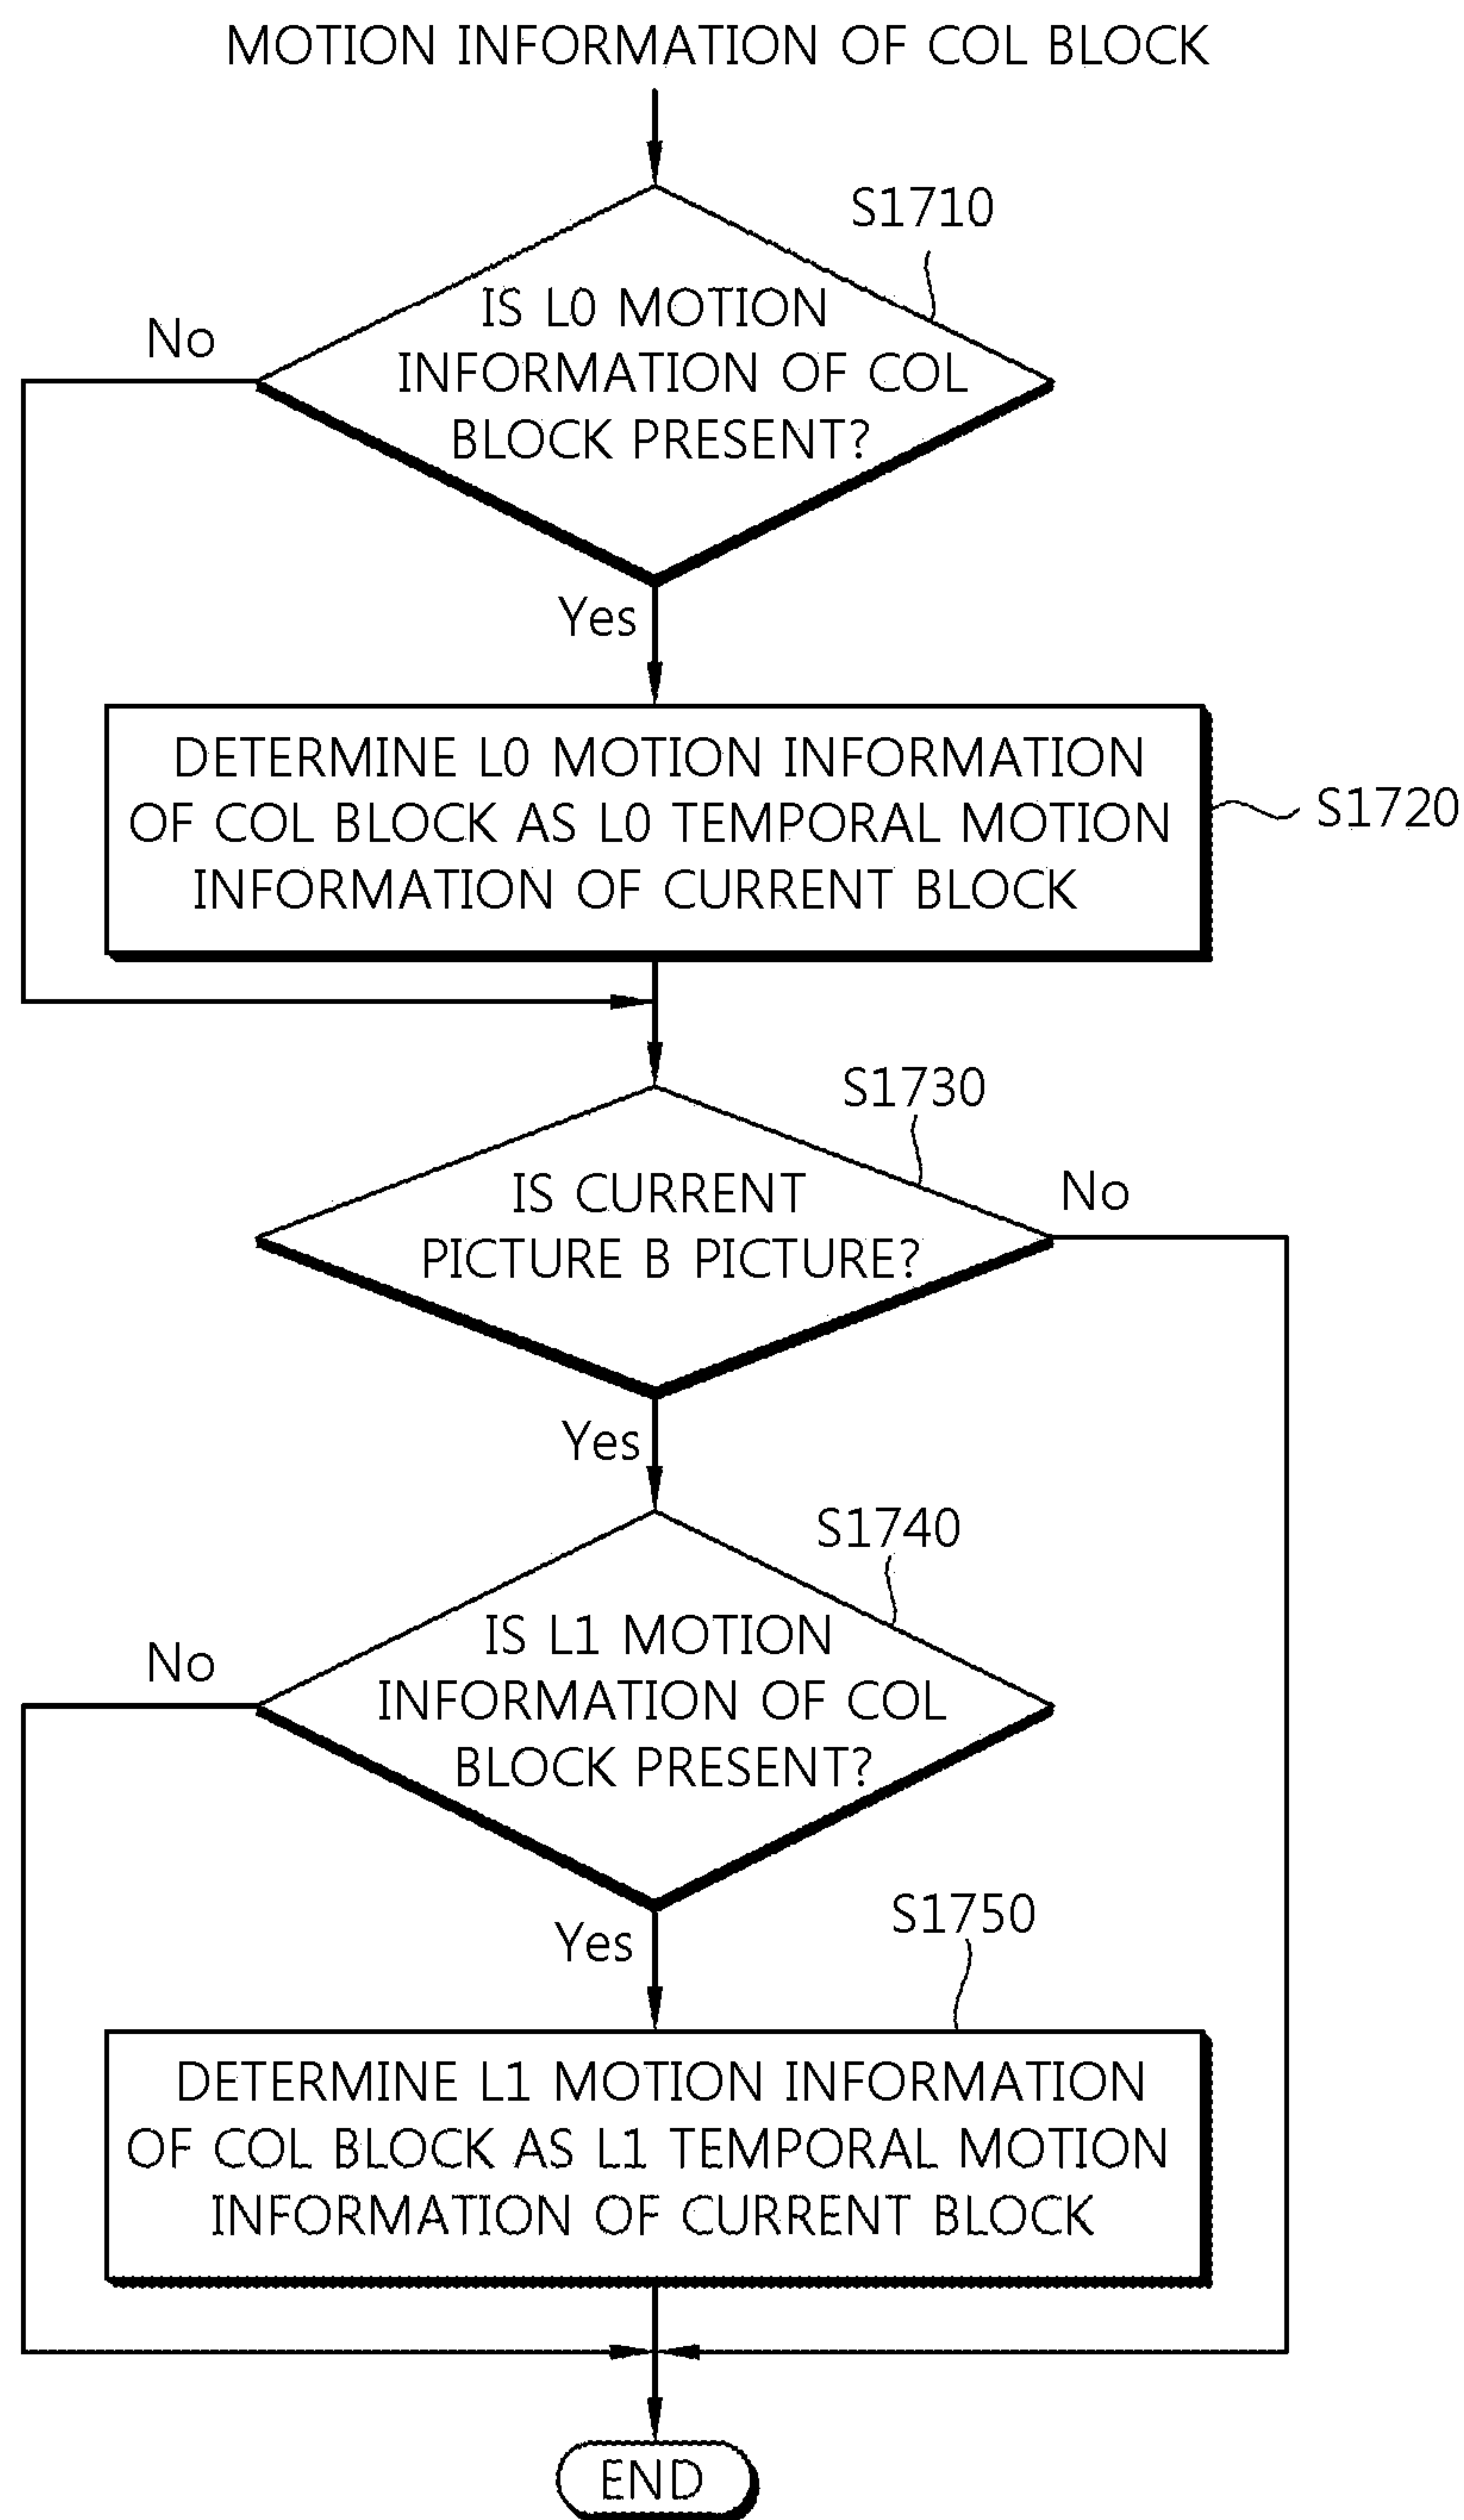 MOTION INFORMATION OF COL BLOCK
S1710
IS L0 MOTION
INFORMATION OF COL
BLOCK PRESENT?
No
Yes
DETERMINE L0 MOTION INFORMATION
OF COL BLOCK AS L0 TEMPORAL MOTION
INFORMATION OF CURRENT BLOCK
S1720
S1730
IS CURRENT
PICTURE B PICTURE?
No
Yes
S1740
IS L1 MOTION
INFORMATION OF COL
BLOCK PRESENT?
No
Yes
S1750
DETERMINE L1 MOTION INFORMATION
OF COL BLOCK AS L1 TEMPORAL MOTION
INFORMATION OF CURRENT BLOCK
END